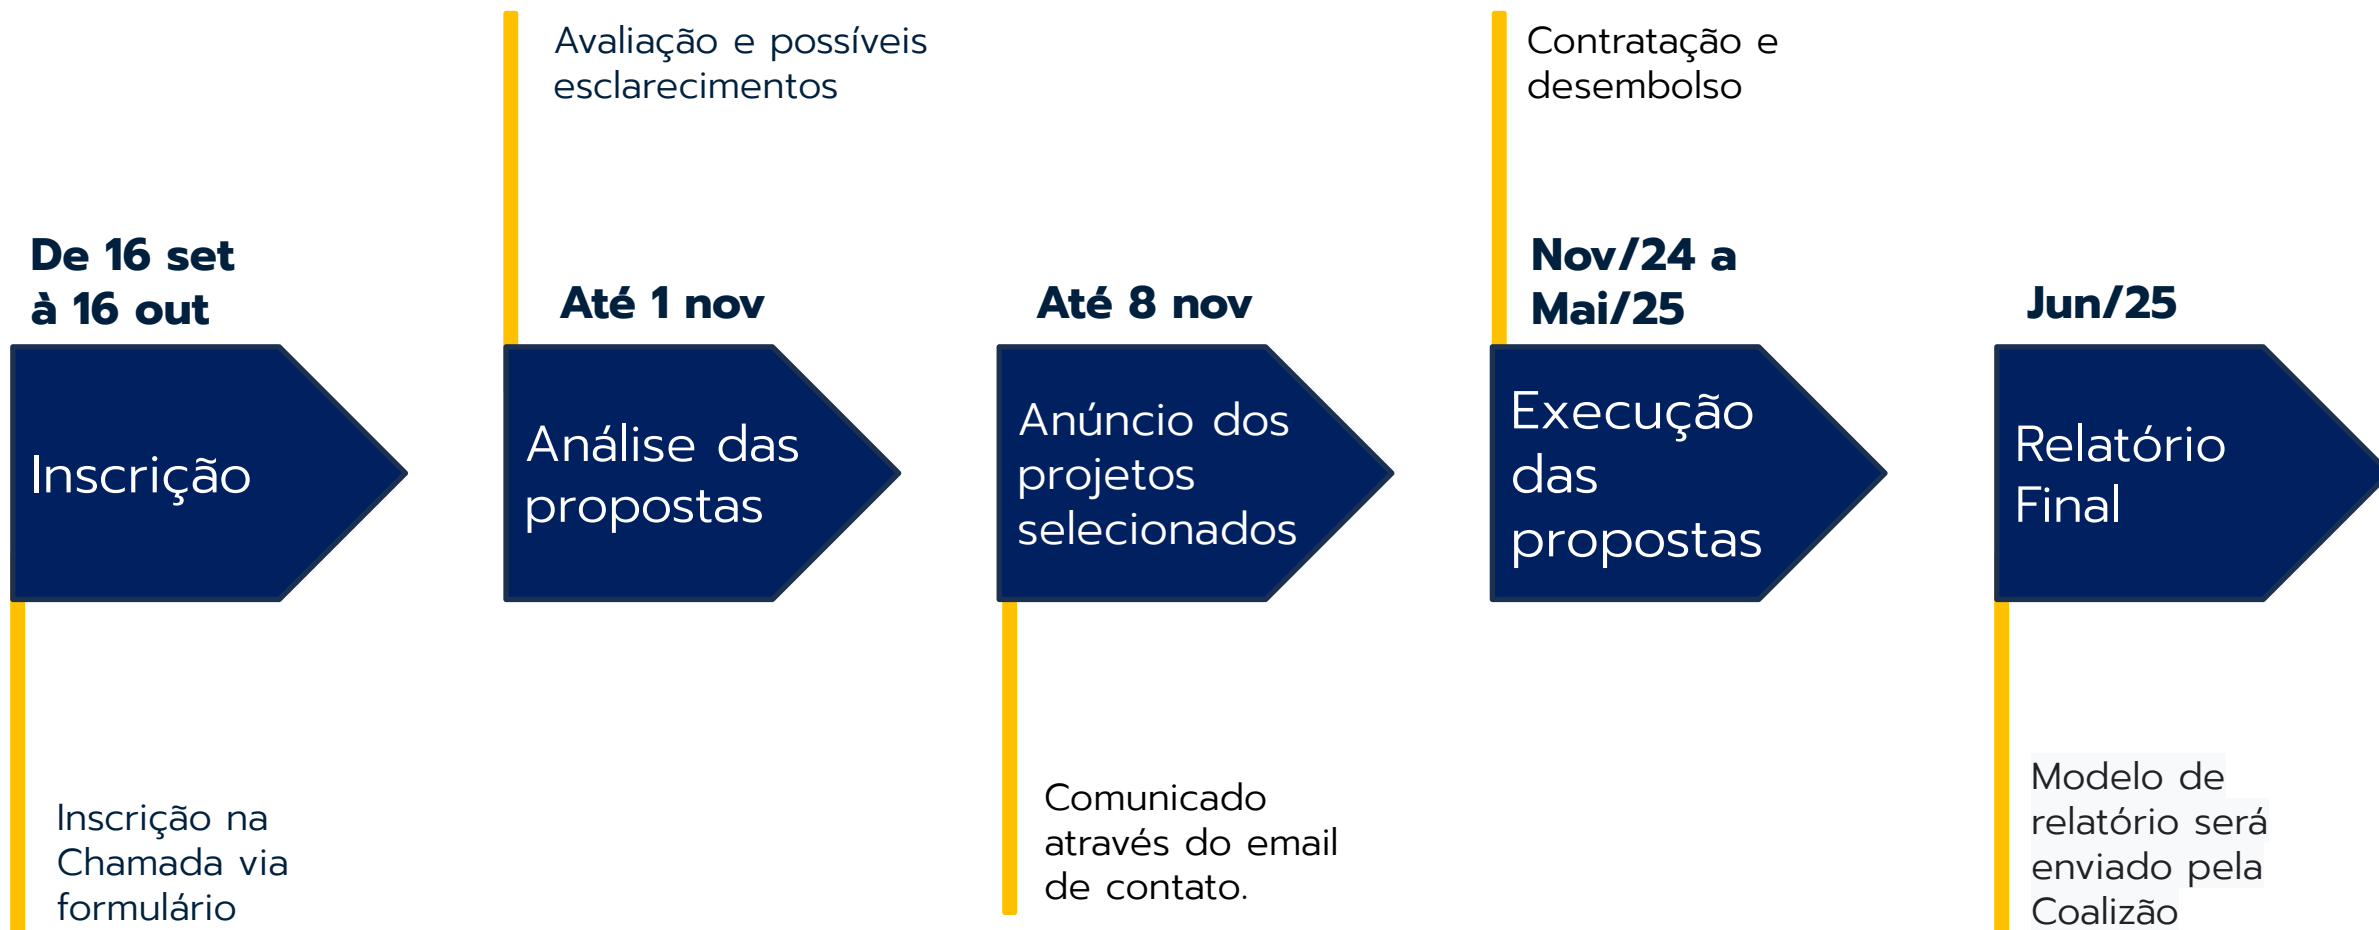 De 16 set
à 16 out
Inscrição
Inscrição na
Chamada via
formulário
Avaliação e possíveis
esclarecimentos
Até 1 nov
Análise das
propostas
Até 8 nov
Anúncio dos
projetos
selecionados
Comunicado
através do email
de contato.
Contratação e
desembolso
Nov/24 a
Mai/25
Execução
das
propostas
Jun/25
Relatório
Final
Modelo de
relatório será
enviado pela
Coalizão